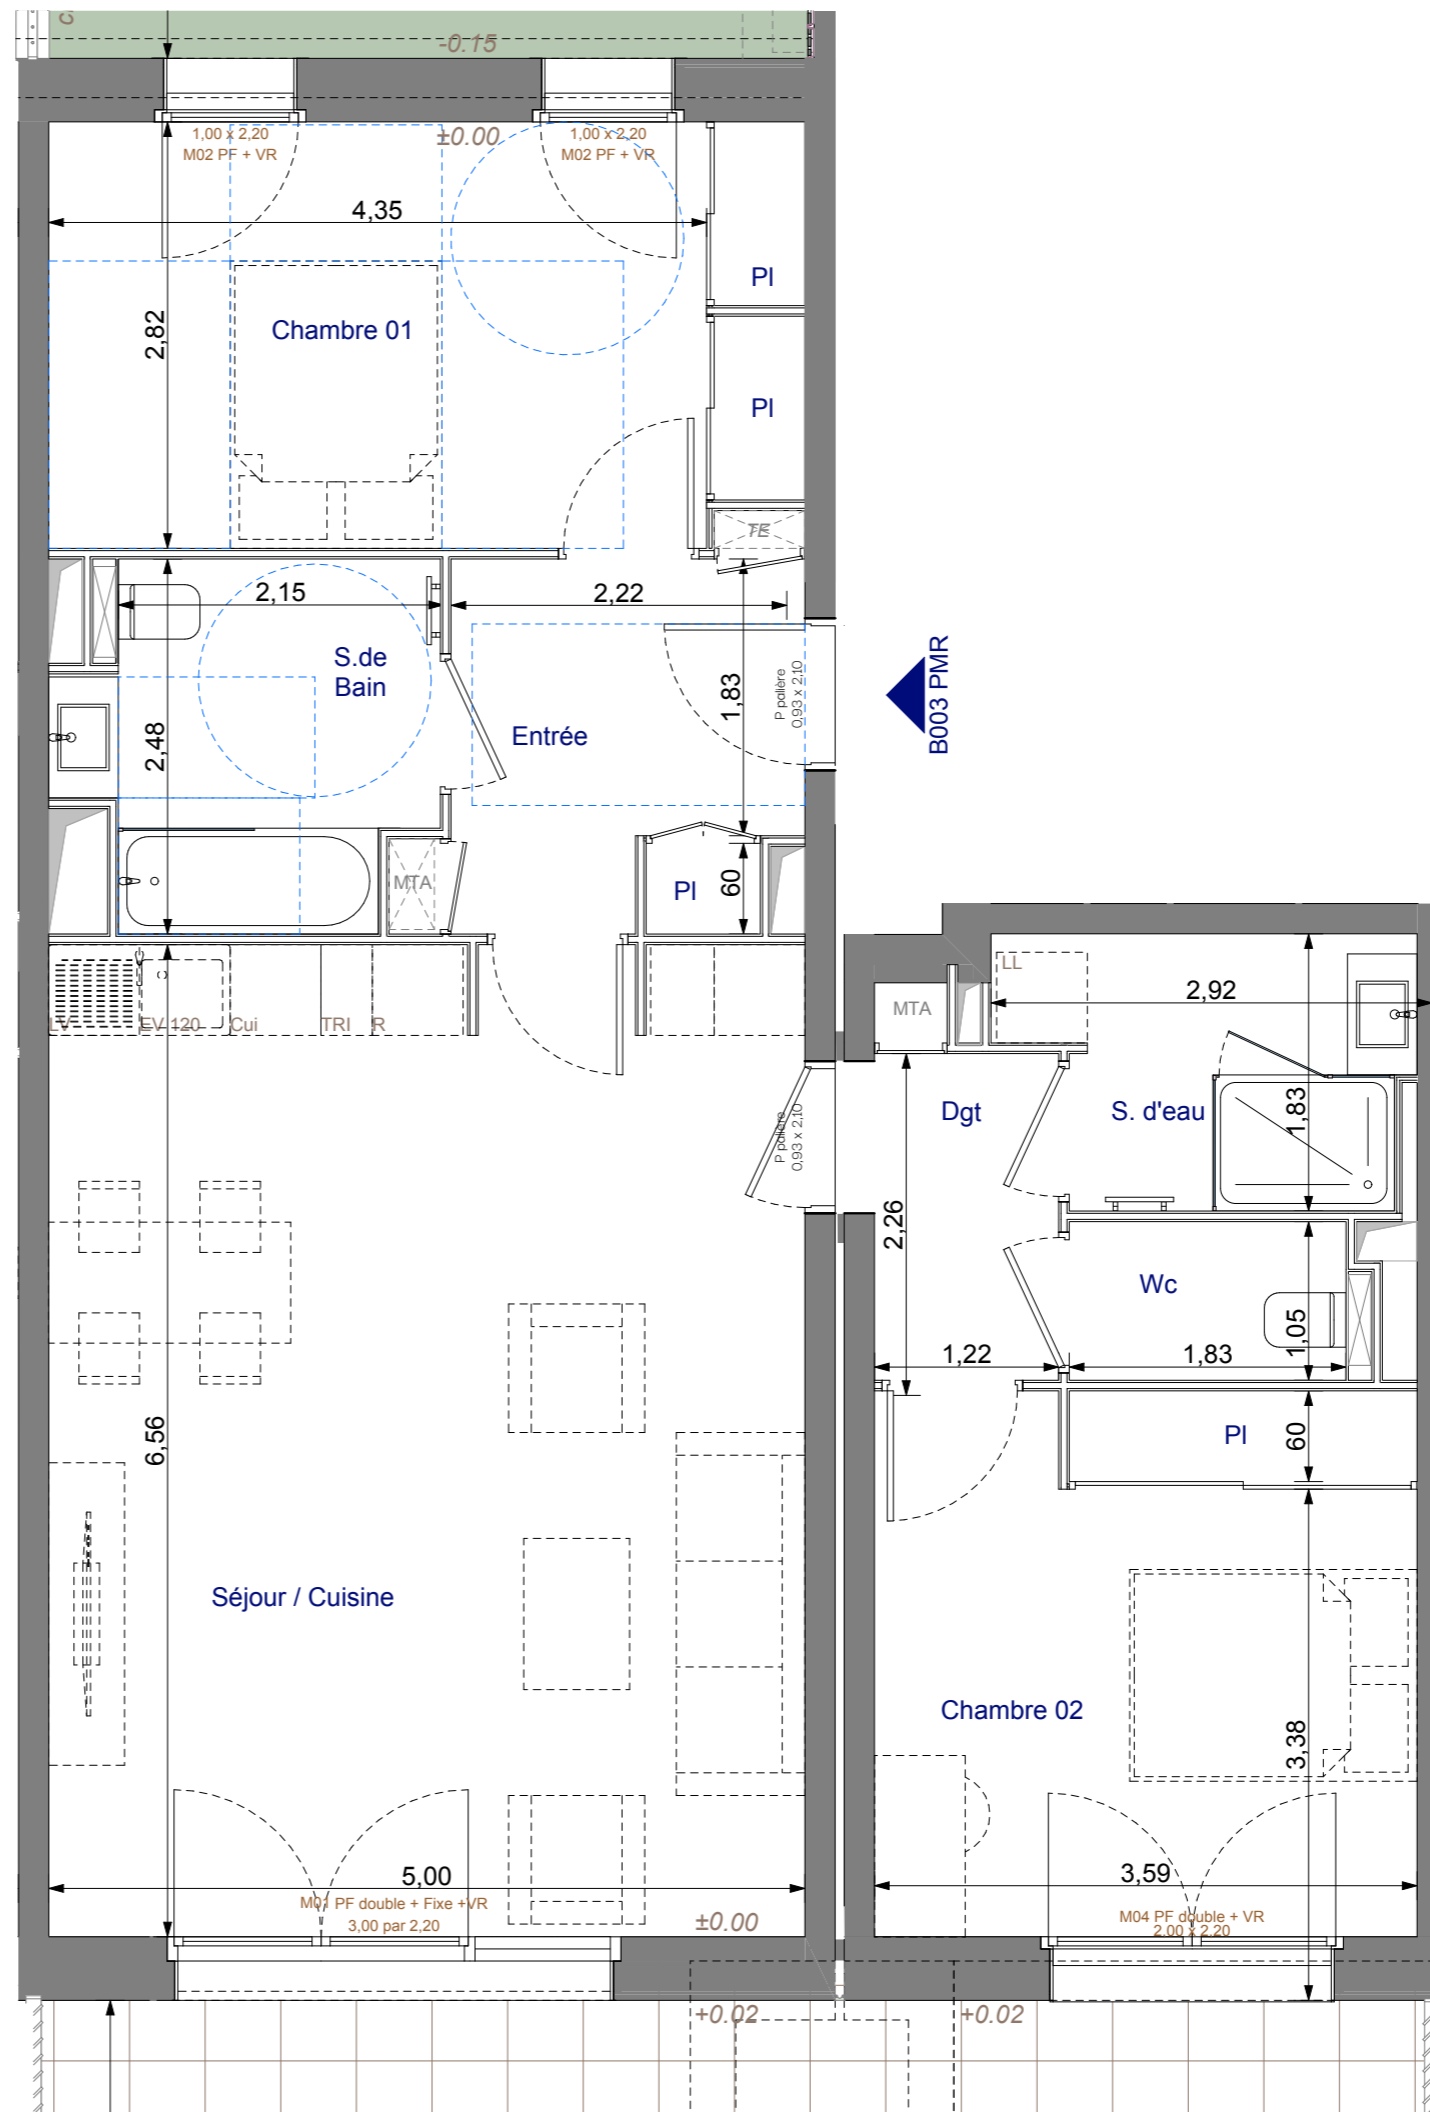 -0.15
1,00 x 2,20
M02 PF + VR
±0.00
1,00 x 2,20
M02 PF + VR
4,35
Pl
2,82
Chambre 01
Pl
TE
2,15
2,22
S.de
Bain
1,83
P palière
0,93 x 2,10
B003 PMR
2,48
Entrée
MTA
Pl
60
LV
EV 120
Cui
TRI
R
LL
2,92
MTA
P palière
0,93 x 2,10
Dgt
S. d'eau
1,83
2,26
Wc
1,05
1,22
1,83
6,56
Pl
60
Séjour / Cuisine
Chambre 02
3,38
5,00
M01 PF double + Fixe +VR
3,00 par 2,20
±0.00
3,59
M04 PF double + VR
2.00 x 2.20
+0.02
+0.02